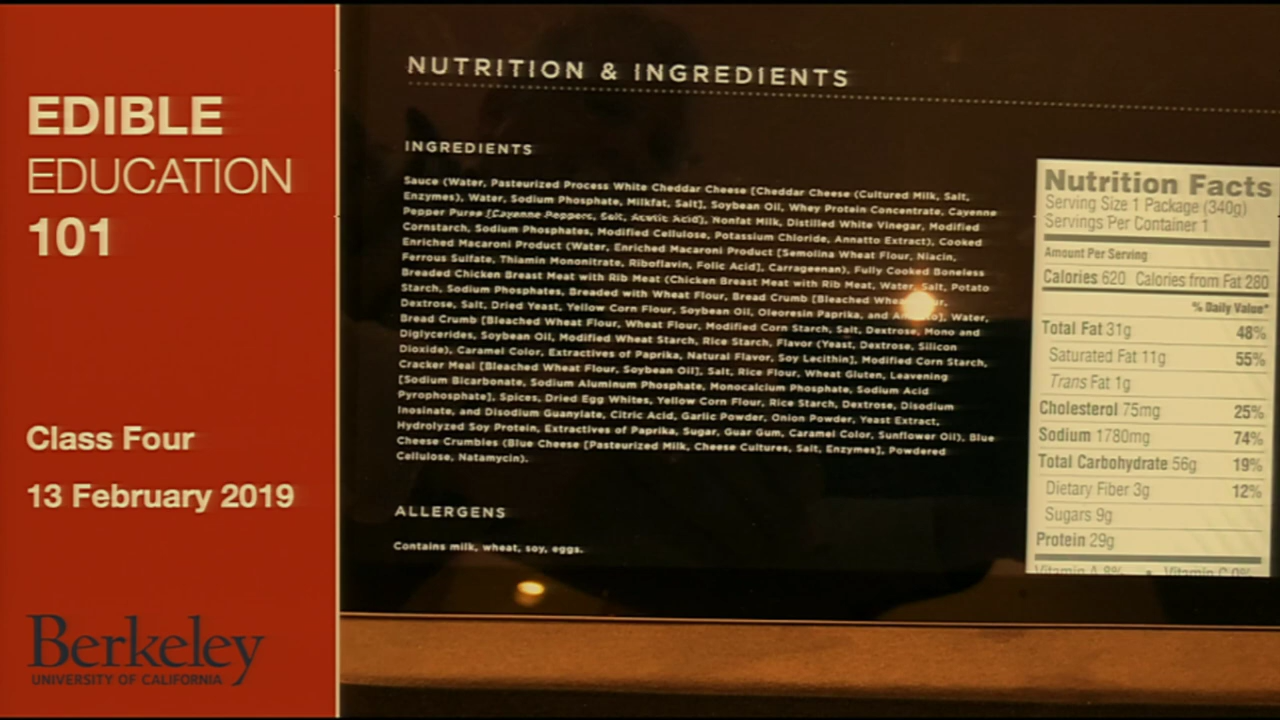 EDIBLE
EDUCATION
101
Class Four
13 February 2019
Berkeley
UNIVERSITY OF CALIFORNIA
NUTRITION & INGREDIENTS
INGREDIENTS
Sauce (Water, Pasteurized Process White Cheddar Cheese [Cheddar Cheese (Cultured Milk, Salt,
Enzymes), Water, Sodium Phosphate, Milkfat, Salt], Soybean Oil, Whey Protein Concentrate, Cayenne
Pepper Puree [Cayenne Peppers, Salt, Acetic Acid], Nonfat Milk, Distilled White Vinegar, Modified
Cornstarch, Sodium Phosphates, Modified Cellulose, Potassium Chloride, Annatto Extract), Cooked
Enriched Macaroni Product (Water, Enriched Macaroni Product [Semolina Wheat Flour, Niacin,
Ferrous Sulfate, Thiamin Mononitrate, Riboflavin, Folic Acid], Carrageenan), Fully Cooked Boneless
Breaded Chicken Breast Meat with Rib Meat (Chicken Breast Meat with Rib Meat, Water, Salt, Potato
Starch, Sodium Phosphates, Breaded with Wheat Flour, Bread Crumb [Bleached
Dextrose, Salt, Dried Yeast, Yellow Corn Flour, Soybean Oil, Oleoresin Paprika, and Water,
Bread Crumb [Bleached Wheat Flour, Wheat Flour, Modified Corn Starch, Salt, Dextrose, Mono and
Diglycerides, Soybean Oil, Modified Wheat Starch, Rice Starch, Flavor (Yeast, Dextrose, Silicon
Dioxide), Caramel Color, Extractives of Paprika, Natural Flavor, Soy Lecithin], Modified Corn Starch,
Cracker Meal [Bleached Wheat Flour, Soybean Oil], Salt, Rice Flour, Wheat Gluten, Leavening
[Sodium Bicarbonate, Sodium Aluminum Phosphate, Monocalcium Phosphate, Sodium Acid
Pyrophosphate], Spices, Dried Egg Whites, Yellow Corn Flour, Rice Starch, Dextrose, Disodium
Inosinate, and Disodium Guanylate, Citric Acid, Garlic Powder, Onion Powder, Yeast Extract,
Hydrolyzed Soy Protein, Extractives of Paprika, Sugar, Guar Gum, Caramel Color, Sunflower Oil), Blue
Cheese Crumbles (Blue Cheese [Pasteurized Milk, Cheese Cultures, Salt, Enzymes], Powdered
Cellulose, Natamycin).
ALLERGENS
Contains milk, wheat, soy, eggs.
Nutrition Facts
Serving Size 1 Package (340g)
Servings Per Container 1
Amount Per Serving
Calories 620 Calories from Fat 280
% Daily Value*
Total Fat 31g 48%
Saturated Fat 11g 55%
Trans Fat 1g
Cholesterol 75mg 25%
Sodium 1780mg 74%
Total Carbohydrate 56g 19%
Dietary Fiber 3g 12%
Sugars 9g
Protein 29g
Vitamin A 8% • Vitamin C 0%